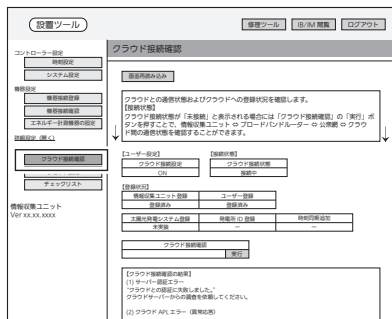 設置ツール
修理ツール
IB/IM 閲覧
ログアウト
コントローラー設定
時刻設定
システム設定
機器設定
機器接続登録
機器接続確認
エネルギー計測機器の設定
詳細設定（開く）
クラウド接続確認
チェックリスト
情報収集ユニット
Ver xx.xx.xxxx
クラウド接続確認
画面再読み込み
クラウドとの通信状態およびクラウドへの登録状況を確認します。
【接続状態】
クラウド接続状態が「未接続」と表示される場合には「クラウド接続確認」の「実行」ボ
タンを押すことで、情報収集ユニット ⇔ ブロードバンドルーター ⇔ 公衆網 ⇔ クラウ
ド間の通信状態を確認することができます。
【ユーザー設定】
【接続状態】
クラウド接続設定
クラウド接続状態
ON
接続中
【登録状況】
情報収集ユニット登録
ユーザー登録
登録済み
登録済み
太陽光発電システム登録
発電所 ID 登録
時刻同期追加
未実施
ー
ー
クラウド接続確認
実行
【クラウド接続確認の結果】
(1) サーバー認証エラー
"クラウドとの認証に失敗しました。"
クラウドサーバーからの調査を依頼してください。
(2) クラウド API エラー（異常応答）